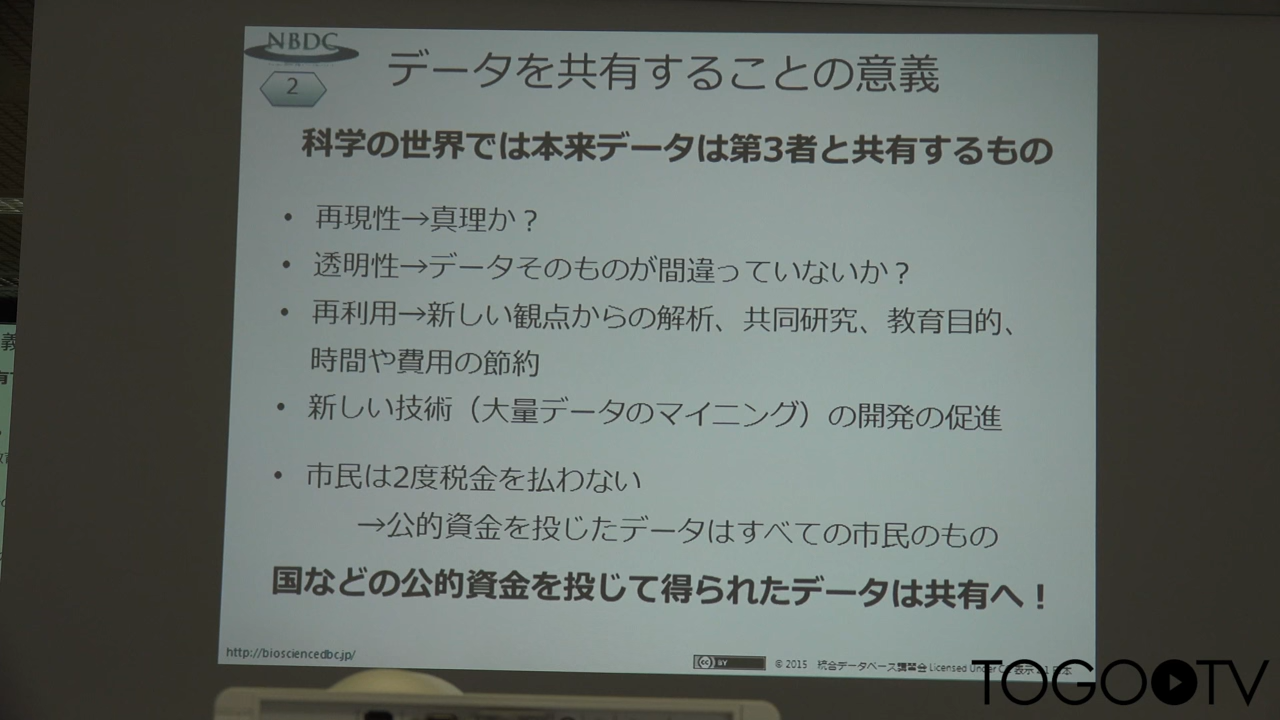 NBDC
2
データを共有することの意義
科学の世界では本来データは第3者と共有するもの
• 再現性→真理か？
• 透明性→データそのものが間違っていないか？
• 再利用→新しい観点からの解析、共同研究、教育目的、
時間や費用の節約
• 新しい技術（大量データのマイニング）の開発の促進
• 市民は2度税金を払わない
→公的資金を投じたデータはすべての市民のもの
国などの公的資金を投じて得られたデータは共有へ！
http://biosciencedbc.jp/
cc BY
© 2015 統合データベース講習会 Licensed Under
TOGOTV